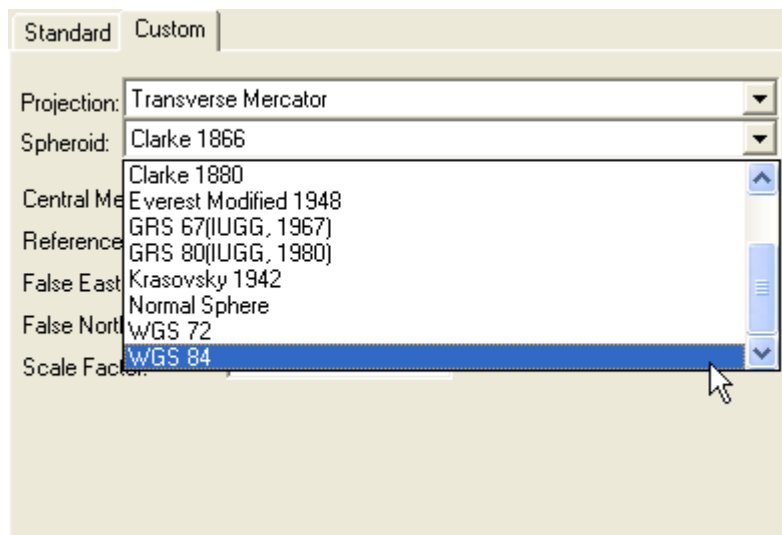 Standard Custom
Projection: Transverse Mercator
Spheroid: Clarke 1866
Clarke 1880
Central Me Everest Modified 1948
GRS 67(IUGG, 1967)
Reference GRS 80(IUGG, 1980)
False East Krasovsky 1942
Normal Sphere
False North WGS 72
WGS 84
Scale Factor: